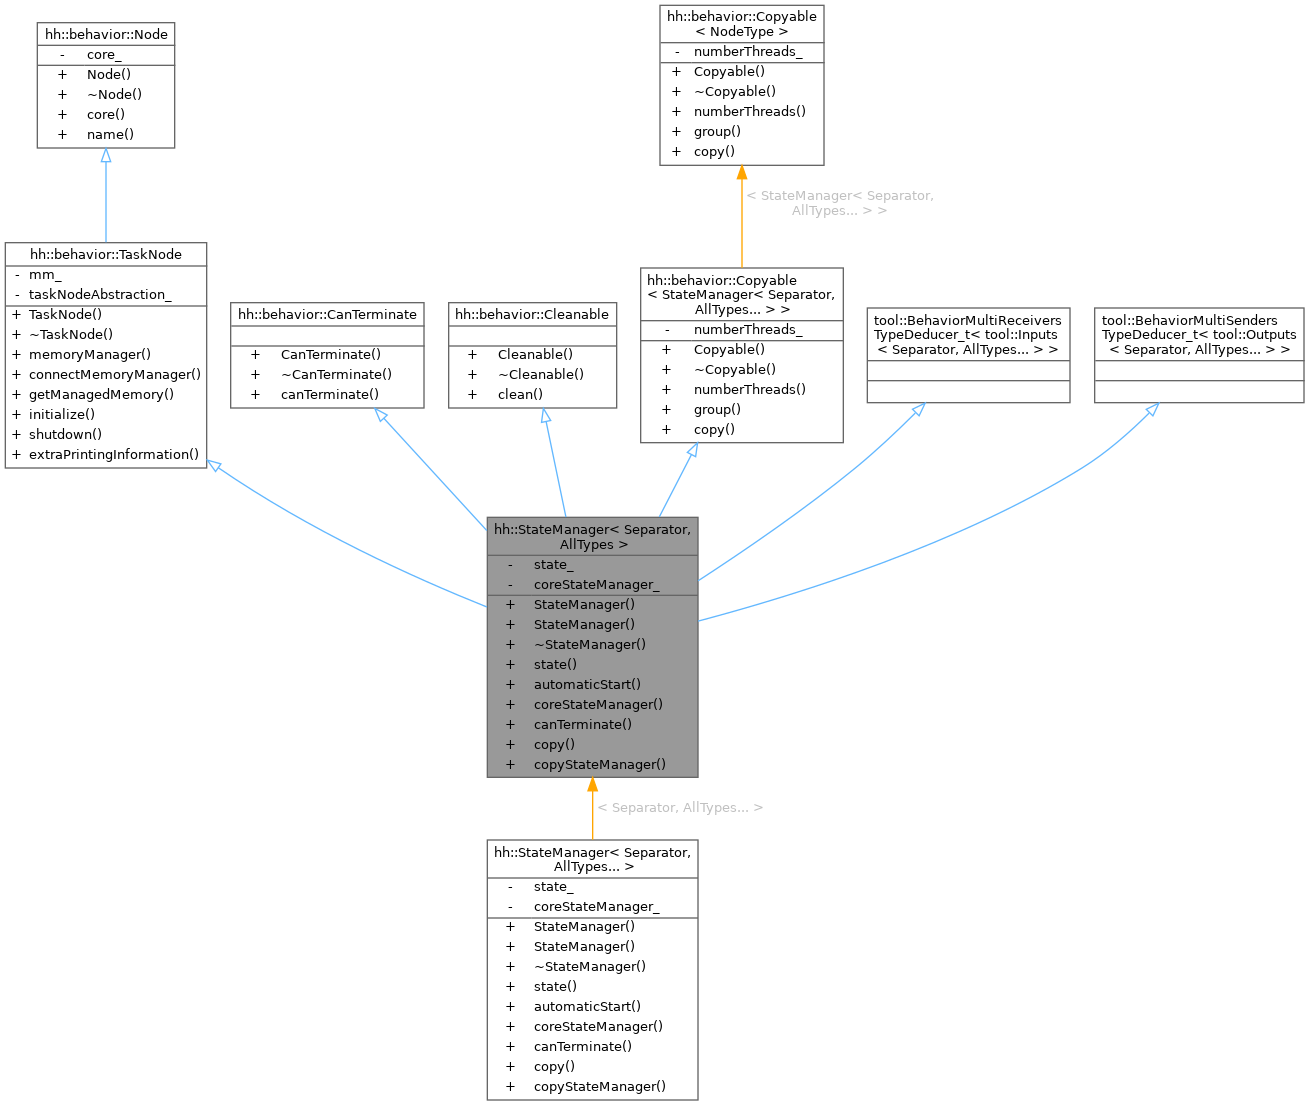 hh::behavior::Node
- core_
+ Node()
+ ~Node()
+ core()
+ name()
hh::behavior::Copyable
< NodeType >
- numberThreads_
+ Copyable()
+ ~Copyable()
+ numberThreads()
+ group()
+ copy()
< StateManager< Separator,
AllTypes... > >
hh::behavior::TaskNode
- mm_
- taskNodeAbstraction_
+ TaskNode()
+ ~TaskNode()
+ memoryManager()
+ connectMemoryManager()
+ getManagedMemory()
+ initialize()
+ shutdown()
+ extraPrintingInformation()
hh::behavior::CanTerminate
+ CanTerminate()
+ ~CanTerminate()
+ canTerminate()
hh::behavior::Cleanable
+ Cleanable()
+ ~Cleanable()
+ clean()
hh::behavior::Copyable
< StateManager< Separator,
AllTypes... > >
- numberThreads_
+ Copyable()
+ ~Copyable()
+ numberThreads()
+ group()
+ copy()
tool::BehaviorMultiReceivers
TypeDeducer_t< tool::Inputs
< Separator, AllTypes... > >
tool::BehaviorMultiSenders
TypeDeducer_t< tool::Outputs
< Separator, AllTypes... > >
hh::StateManager< Separator,
AllTypes >
- state_
- coreStateManager_
+ StateManager()
+ StateManager()
+ ~StateManager()
+ state()
+ automaticStart()
+ coreStateManager()
+ canTerminate()
+ copy()
+ copyStateManager()
< Separator, AllTypes... >
hh::StateManager< Separator,
AllTypes... >
- state_
- coreStateManager_
+ StateManager()
+ StateManager()
+ ~StateManager()
+ state()
+ automaticStart()
+ coreStateManager()
+ canTerminate()
+ copy()
+ copyStateManager()